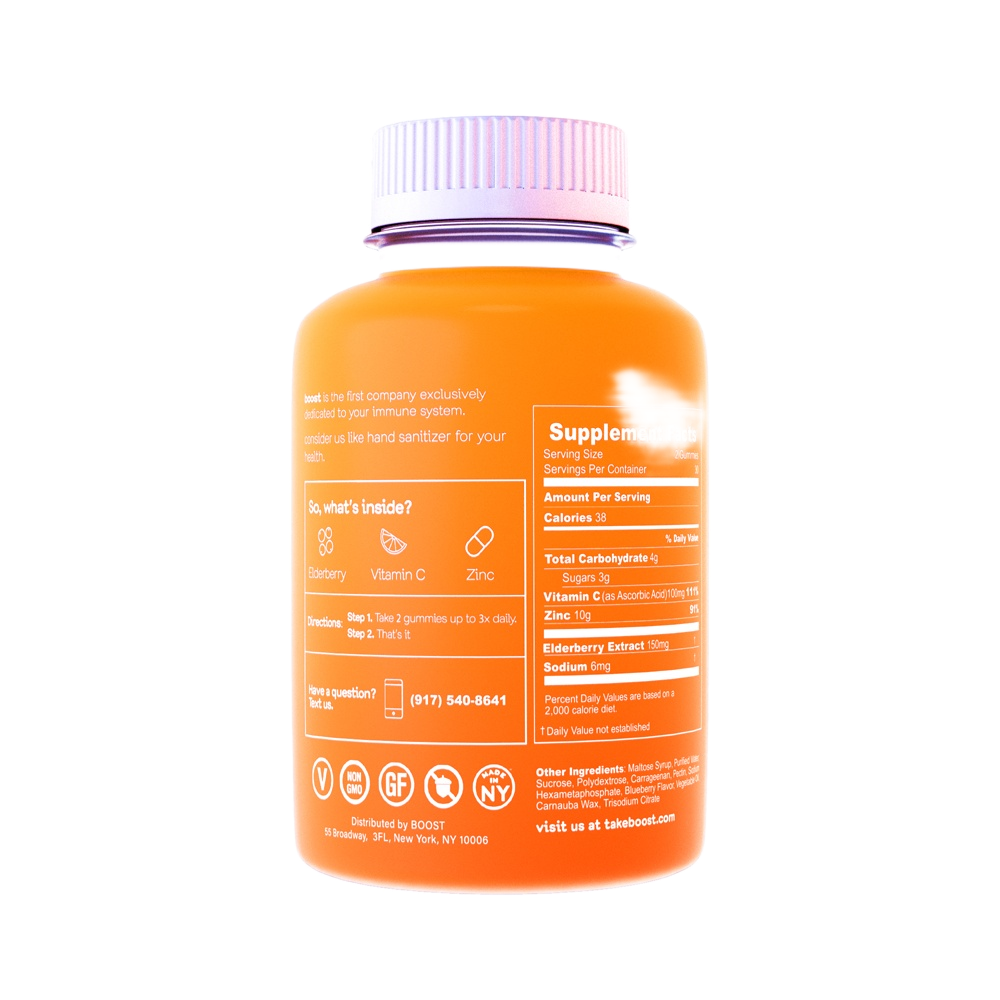 boost is the first company exclusively
dedicated to your immune system.
consider us like hand sanitizer for your
health.
So, what's inside?
Elderberry Vitamin C Zinc
Directions: Step 1. Take 2 gummies up to 3x daily.
Step 2. That's it
Have a question?
Text us.
(917) 540-8641
V NON GMO GF MADE IN NY
Distributed by BOOST
55 Broadway, 3FL, New York, NY 10006
Serving Size 2 Gummies
Servings Per Container
Amount Per Serving
Calories 38
% Daily Value
Total Carbohydrate 4g
Sugars 3g
Vitamin C (as Ascorbic Acid) 100mg 111%
Zinc 10g 91%
Elderberry Extract 150mg †
Sodium 6mg †
Percent Daily Values are based on a
2,000 calorie diet.
† Daily Value not established
Other Ingredients: Maltose Syrup, Purified
Sucrose, Polydextrose, Carrageenan, Pectin,
Hexametaphosphate, Blueberry Flavor, Vegetable
Carnauba Wax, Trisodium Citrate
visit us at takeboost.com